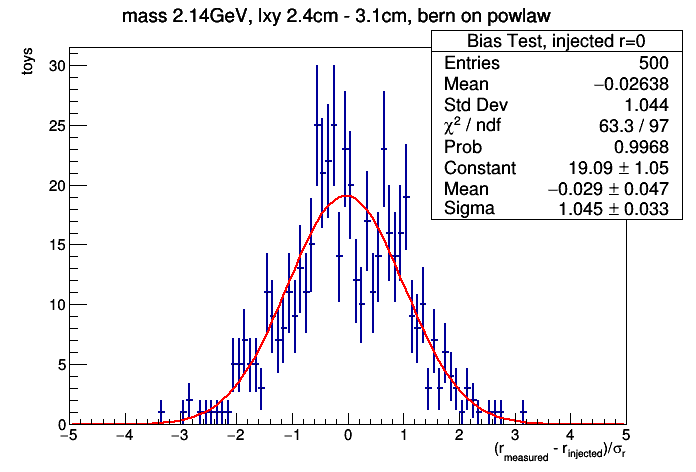 mass 2.14GeV, lxy 2.4cm - 3.1cm, bern on powlaw
Bias Test, injected r=0
Entries 500
Mean −0.02638
Std Dev 1.044
χ² / ndf 63.3 / 97
Prob 0.9968
Constant 19.09 ± 1.05
Mean −0.029 ± 0.047
Sigma 1.045 ± 0.033
toys
30
25
20
15
10
5
0
−5 −4 −3 −2 −1 0 1 2 3 4 5
(r_measured - r_injected)/σ_r